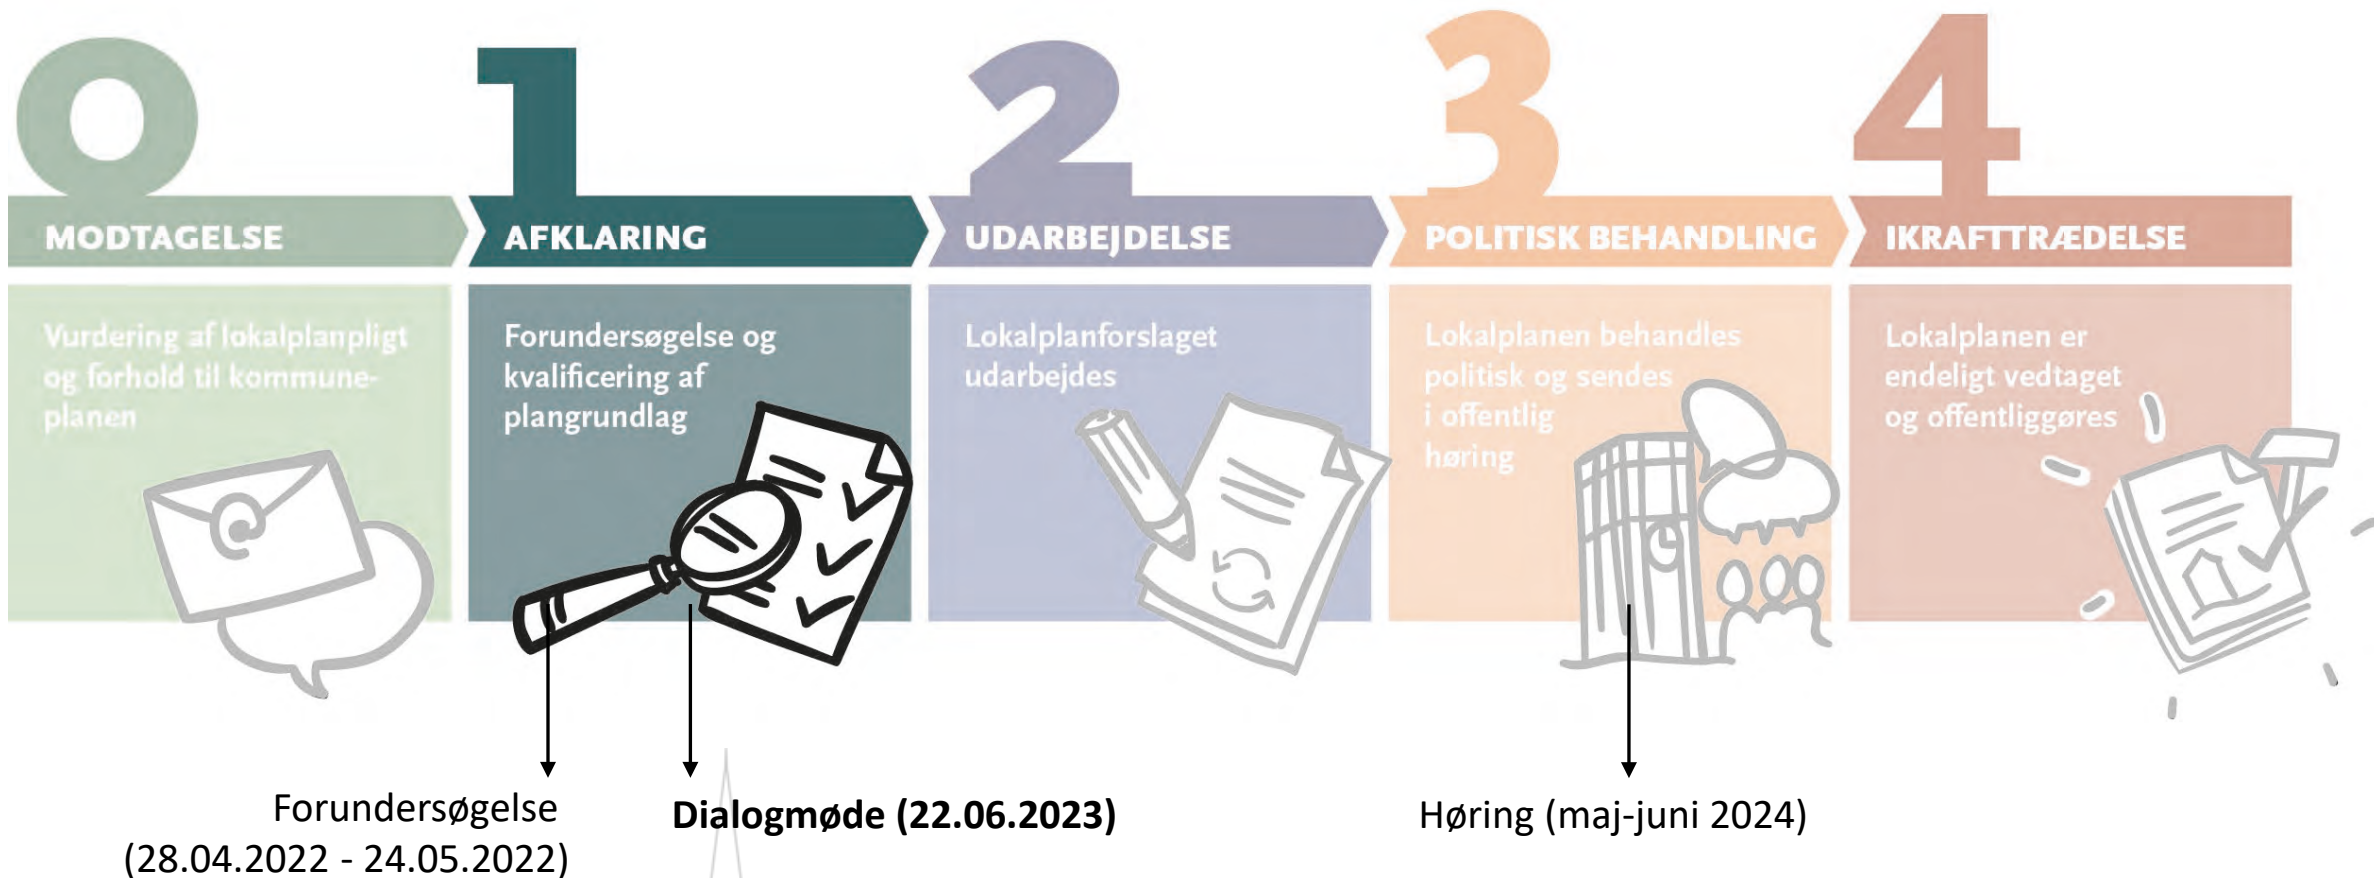 0
MODTAGELSE
Vurdering af lokalplanpligt
og forhold til kommune-
planen
1
AFKLARING
Forundersøgelse og
kvalificering af
plangrundlag
2
UDARBEJDELSE
Lokalplanforslaget
udarbejdes
3
POLITISK BEHANDLING
Lokalplanen behandles
politisk og sendes
i offentlig
høring
4
IKRAFTTRÆDELSE
Lokalplanen er
endeligt vedtaget
og offentliggøres
@
Forundersøgelse
(28.04.2022 - 24.05.2022)
Dialogmøde (22.06.2023)
Høring (maj-juni 2024)